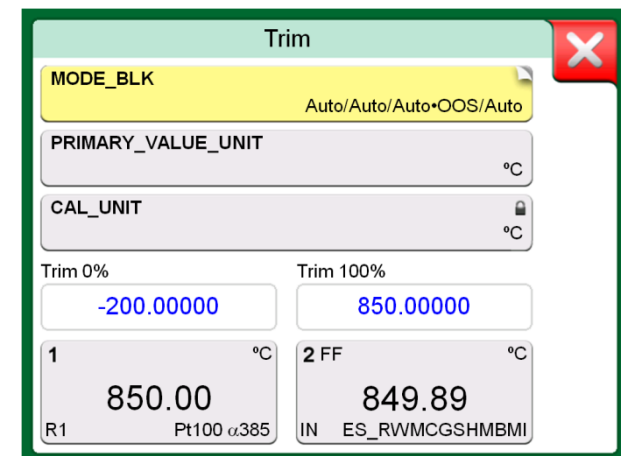 Trim
MODE_BLK
Auto/Auto/Auto•OOS/Auto
PRIMARY_VALUE_UNIT
ºC
CAL_UNIT
ºC
Trim 0% Trim 100%
-200.00000 850.00000
1 ºC 2 FF ºC
850.00 849.89
R1 Pt100 α385 IN ES_RWMCGSHMBMI